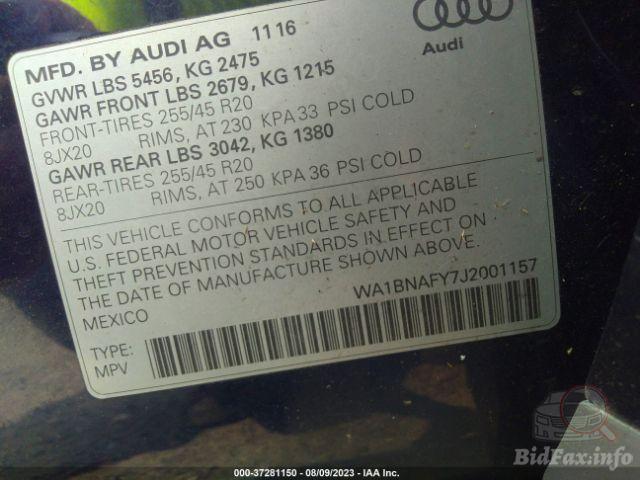 MFD. BY AUDI AG 11 16
Audi
GVWR LBS 5456, KG 2475
GAWR FRONT LBS 2679, KG 1215
FRONT-TIRES 255/45 R20
8JX20 RIMS, AT 230 KPA 33 PSI COLD
GAWR REAR LBS 3042, KG 1380
REAR-TIRES 255/45 R20
8JX20 RIMS, AT 250 KPA 36 PSI COLD
THIS VEHICLE CONFORMS TO ALL APPLICABLE
U.S. FEDERAL MOTOR VEHICLE SAFETY AND
THEFT PREVENTION STANDARDS IN EFFECT ON
THE DATE OF MANUFACTURE SHOWN ABOVE.
MEXICO
WA1BNAFY7J2001157
TYPE:
MPV
000-37281150 - 08/09/2023 - IAA Inc.
BidFax.info